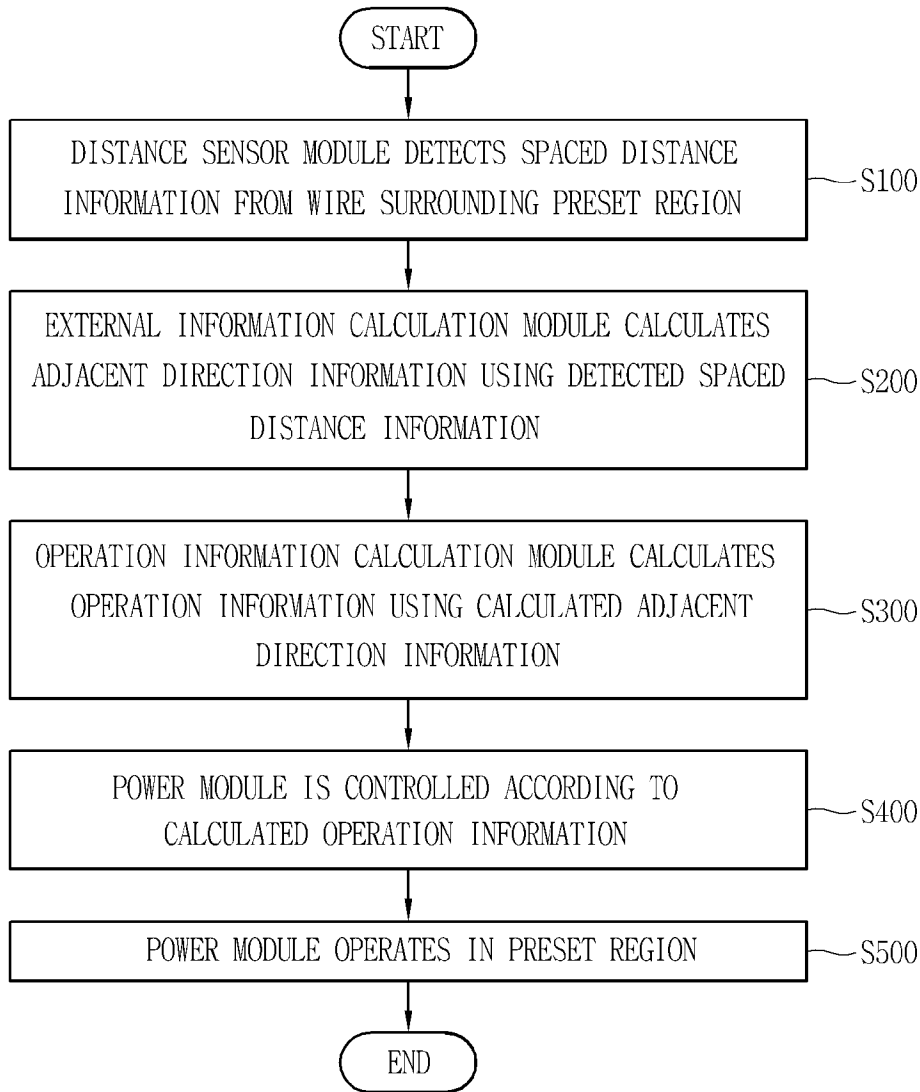 START
DISTANCE SENSOR MODULE DETECTS SPACED DISTANCE
INFORMATION FROM WIRE SURROUNDING PRESET REGION
S100
EXTERNAL INFORMATION CALCULATION MODULE CALCULATES
ADJACENT DIRECTION INFORMATION USING DETECTED SPACED
DISTANCE INFORMATION
S200
OPERATION INFORMATION CALCULATION MODULE CALCULATES
OPERATION INFORMATION USING CALCULATED ADJACENT
DIRECTION INFORMATION
S300
POWER MODULE IS CONTROLLED ACCORDING TO
CALCULATED OPERATION INFORMATION
S400
POWER MODULE OPERATES IN PRESET REGION
S500
END